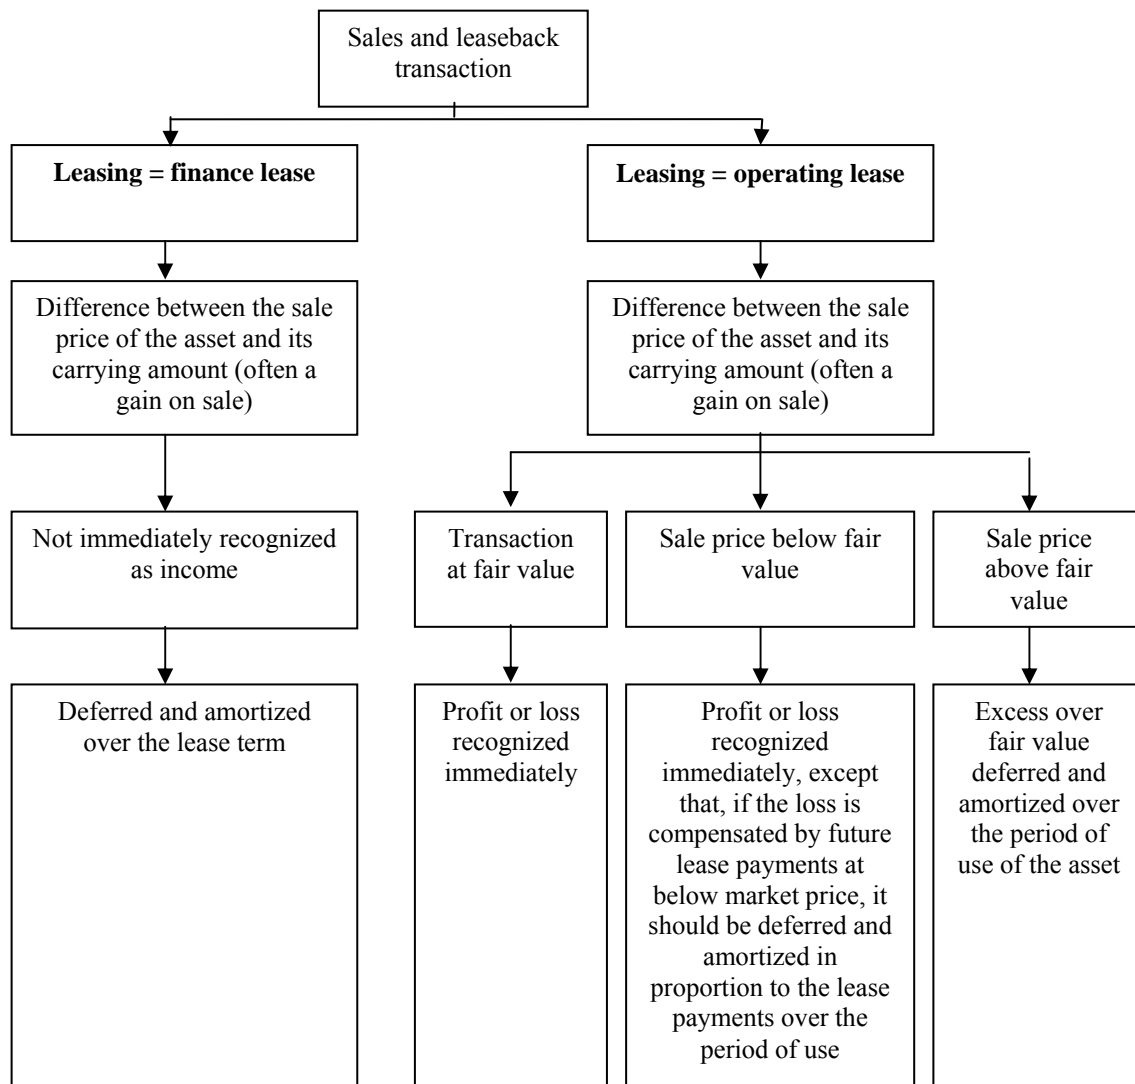 Sales and leaseback
transaction
Leasing = finance lease
Leasing = operating lease
Difference between the sale
price of the asset and its
carrying amount (often a
gain on sale)
Difference between the sale
price of the asset and its
carrying amount (often a
gain on sale)
Not immediately recognized
as income
Transaction
at fair value
Sale price below fair
value
Sale price
above fair
value
Deferred and amortized
over the lease term
Profit or loss
recognized
immediately
Profit or loss
recognized
immediately, except
that, if the loss is
compensated by future
lease payments at
below market price, it
should be deferred and
amortized in
proportion to the lease
payments over the
period of use
Excess over
fair value
deferred and
amortized over
the period of
use of the asset